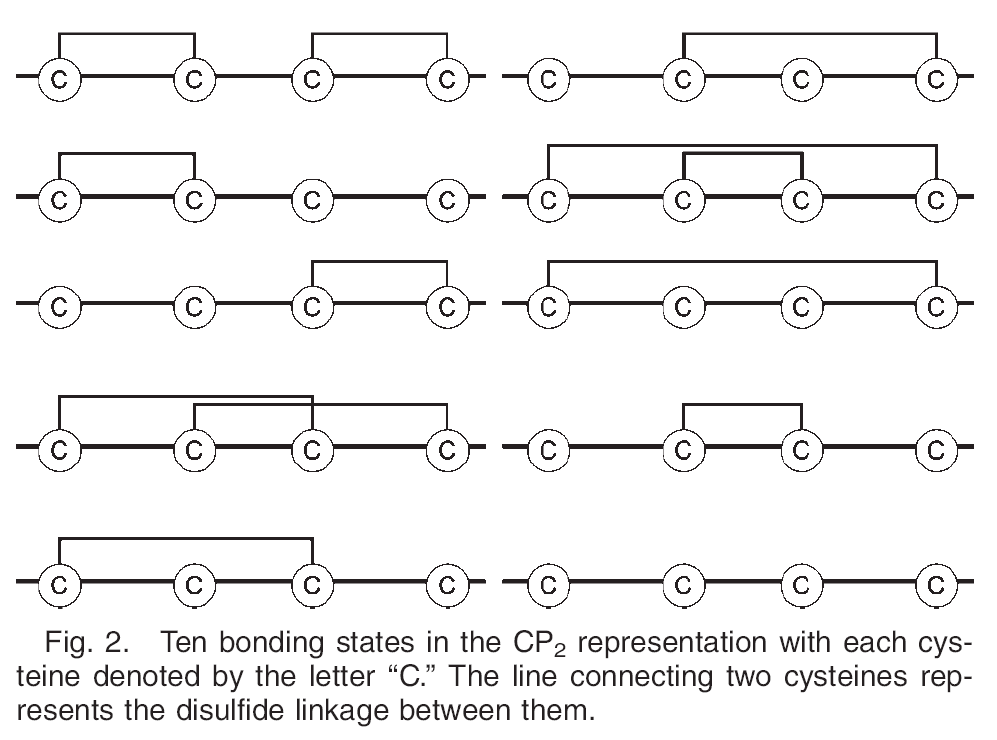 C C C C C C C C
C C C C C C C C
C C C C C C C C
C C C C C C C C
C C C C C C C C
Fig. 2. Ten bonding states in the CP₂ representation with each cys-
teine denoted by the letter “C.” The line connecting two cysteines rep-
resents the disulfide linkage between them.